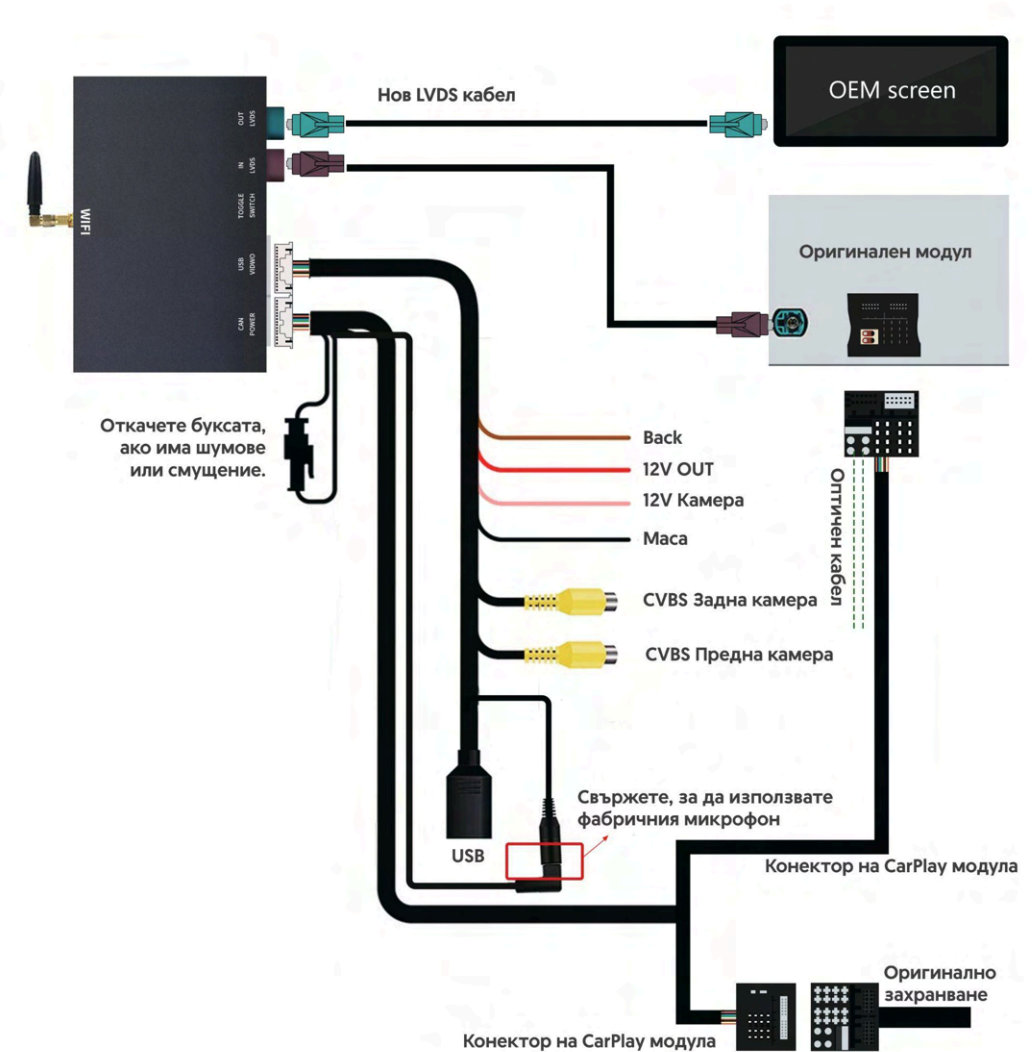 Нов LVDS кабел
OEM screen
OUT
LVDS
IN
LVDS
TOGGLE
SWITCH
WIFI
USB
VIDWO
CAN
POWER
Оригинален модул
Откачете буксата,
ако има шумове
или смущение.
Back
12V OUT
12V Камера
Маса
Оптичен кабел
CVBS Задна камера
CVBS Предна камера
Свържете, за да използвате
фабричния микрофон
USB
Конектор на CarPlay модула
Оригинално
захранване
Конектор на CarPlay модула